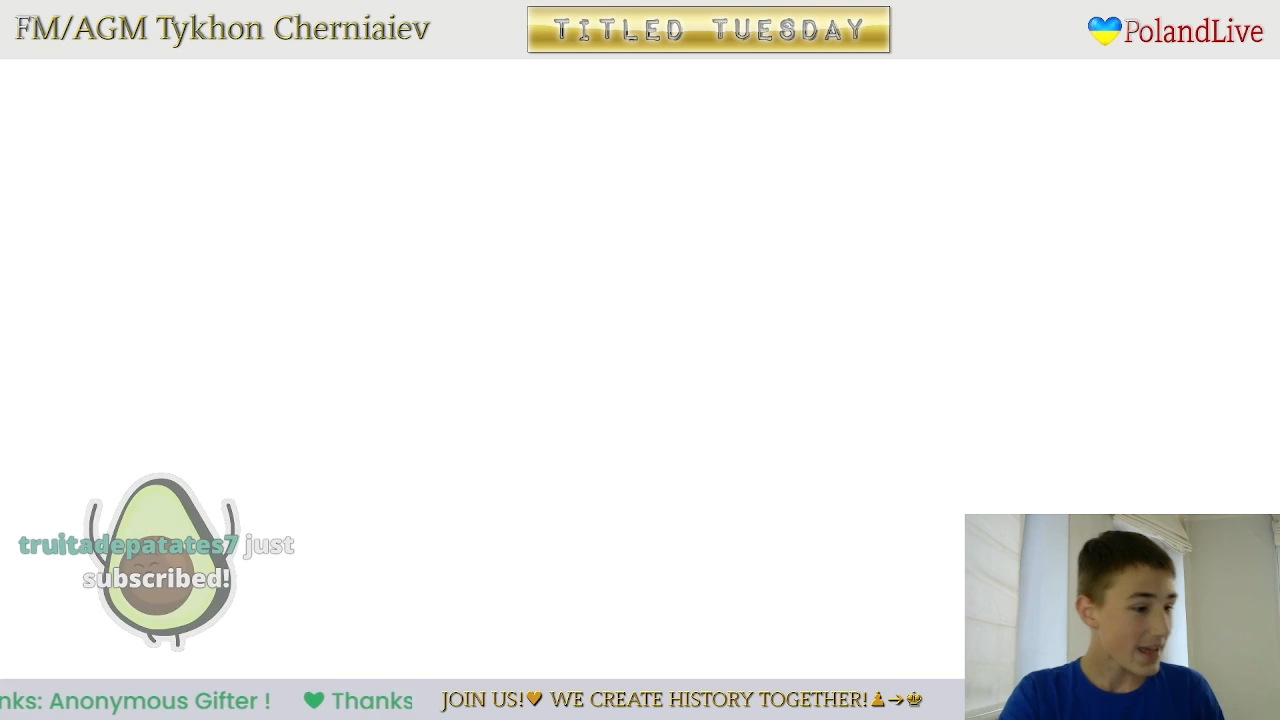 FM/AGM Tykhon Cherniaiev
TITLED TUESDAY
PolandLive
truitadepatates7 just
subscribed!
nks: Anonymous Gifter !
Thanks
JOIN US! WE CREATE HISTORY TOGETHER!